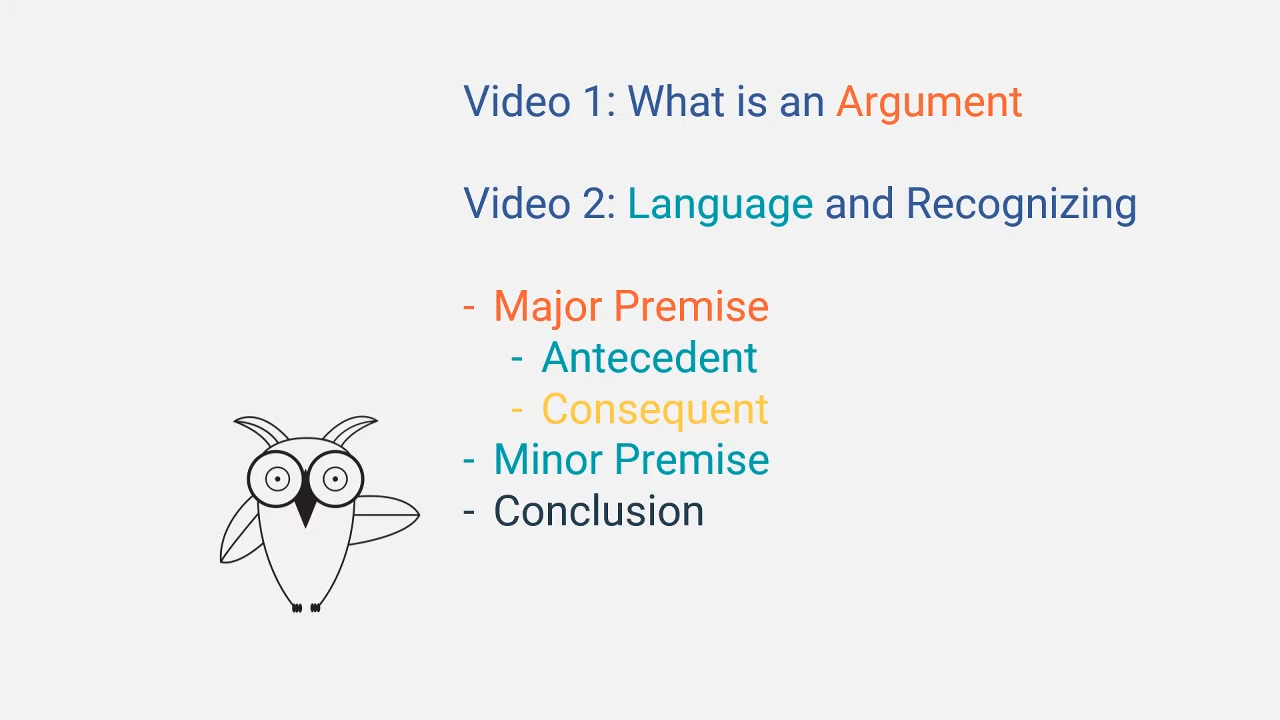 Video 1: What is an Argument
Video 2: Language and Recognizing
- Major Premise
- Antecedent
- Consequent
- Minor Premise
- Conclusion